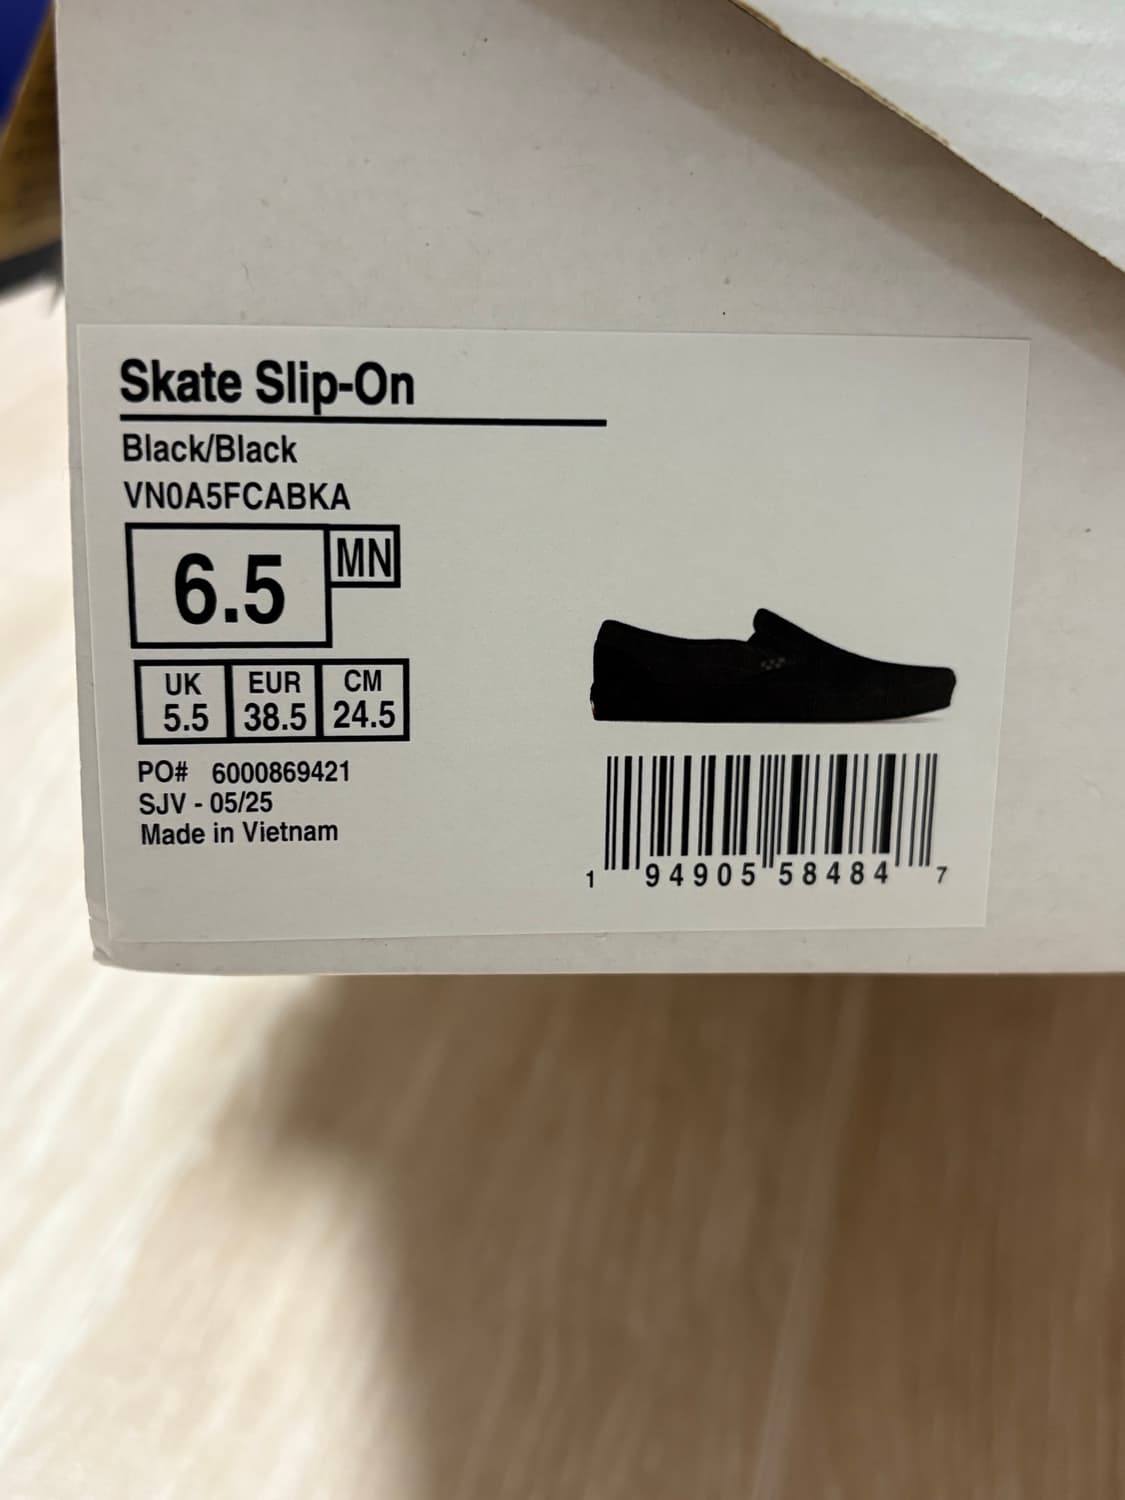 Skate Slip-On
Black/Black
VN0A5FCABKA
6.5 MN
UK EUR CM
5.5 38.5 24.5
PO# 6000869421
SJV - 05/25
Made in Vietnam
1 94905 58484 7